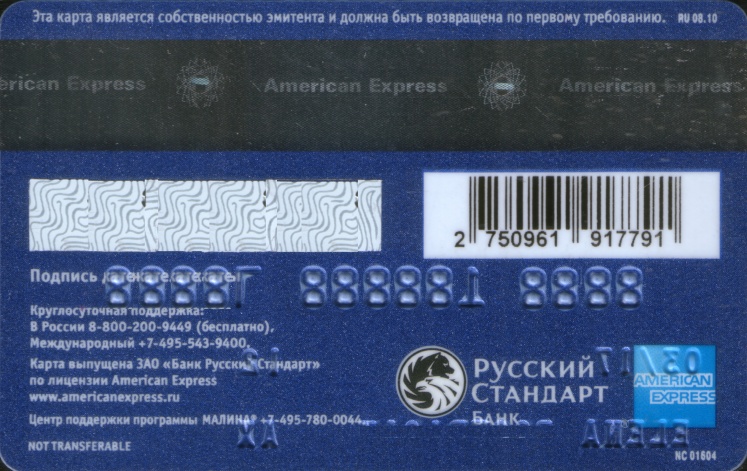 Эта карта является собственностью эмитента и должна быть возвращена по первому требованию. RU 08.10
American Express American Express American Express
2 750961 917791
Подпись
Круглосуточная поддержка:
В России 8-800-200-9449 (бесплатно),
Международный +7-495-543-9400.
Карта выпущена ЗАО «Банк Русский Стандарт»
по лицензии American Express
www.americanexpress.ru
РУССКИЙ
СТАНДАРТ
БАНК
AMERICAN
EXPRESS
Центр поддержки программы МАЛИНА® +7-495-780-0044
NOT TRANSFERABLE
NC 01604